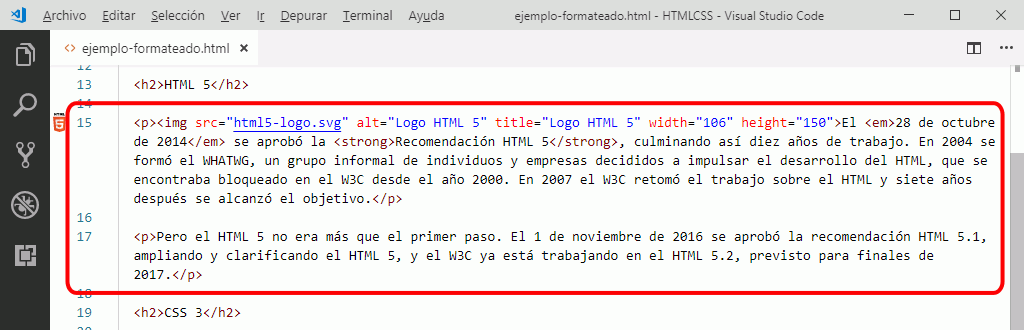 Archivo Editar Selección Ver Ir Depurar Terminal Ayuda ejemplo-formateado.html - HTMLCSS - Visual Studio Code
<> ejemplo-formateado.html ×
12
13 <h2>HTML 5</h2>
14
15 <p><img src="html5-logo.svg" alt="Logo HTML 5" title="Logo HTML 5" width="106" height="150">El <em>28 de octubre
de 2014</em> se aprobó la <strong>Recomendación HTML 5</strong>, culminando así diez años de trabajo. En 2004 se
formó el WHATWG, un grupo informal de individuos y empresas decididos a impulsar el desarrollo del HTML, que se
encontraba bloqueado en el W3C desde el año 2000. En 2007 el W3C retomó el trabajo sobre el HTML y siete años
después se alcanzó el objetivo.</p>
16
17 <p>Pero el HTML 5 no era más que el primer paso. El 1 de noviembre de 2016 se aprobó la recomendación HTML 5.1,
ampliando y clarificando el HTML 5, y el W3C ya está trabajando en el HTML 5.2, previsto para finales de
2017.</p>
18
19 <h2>CSS 3</h2>